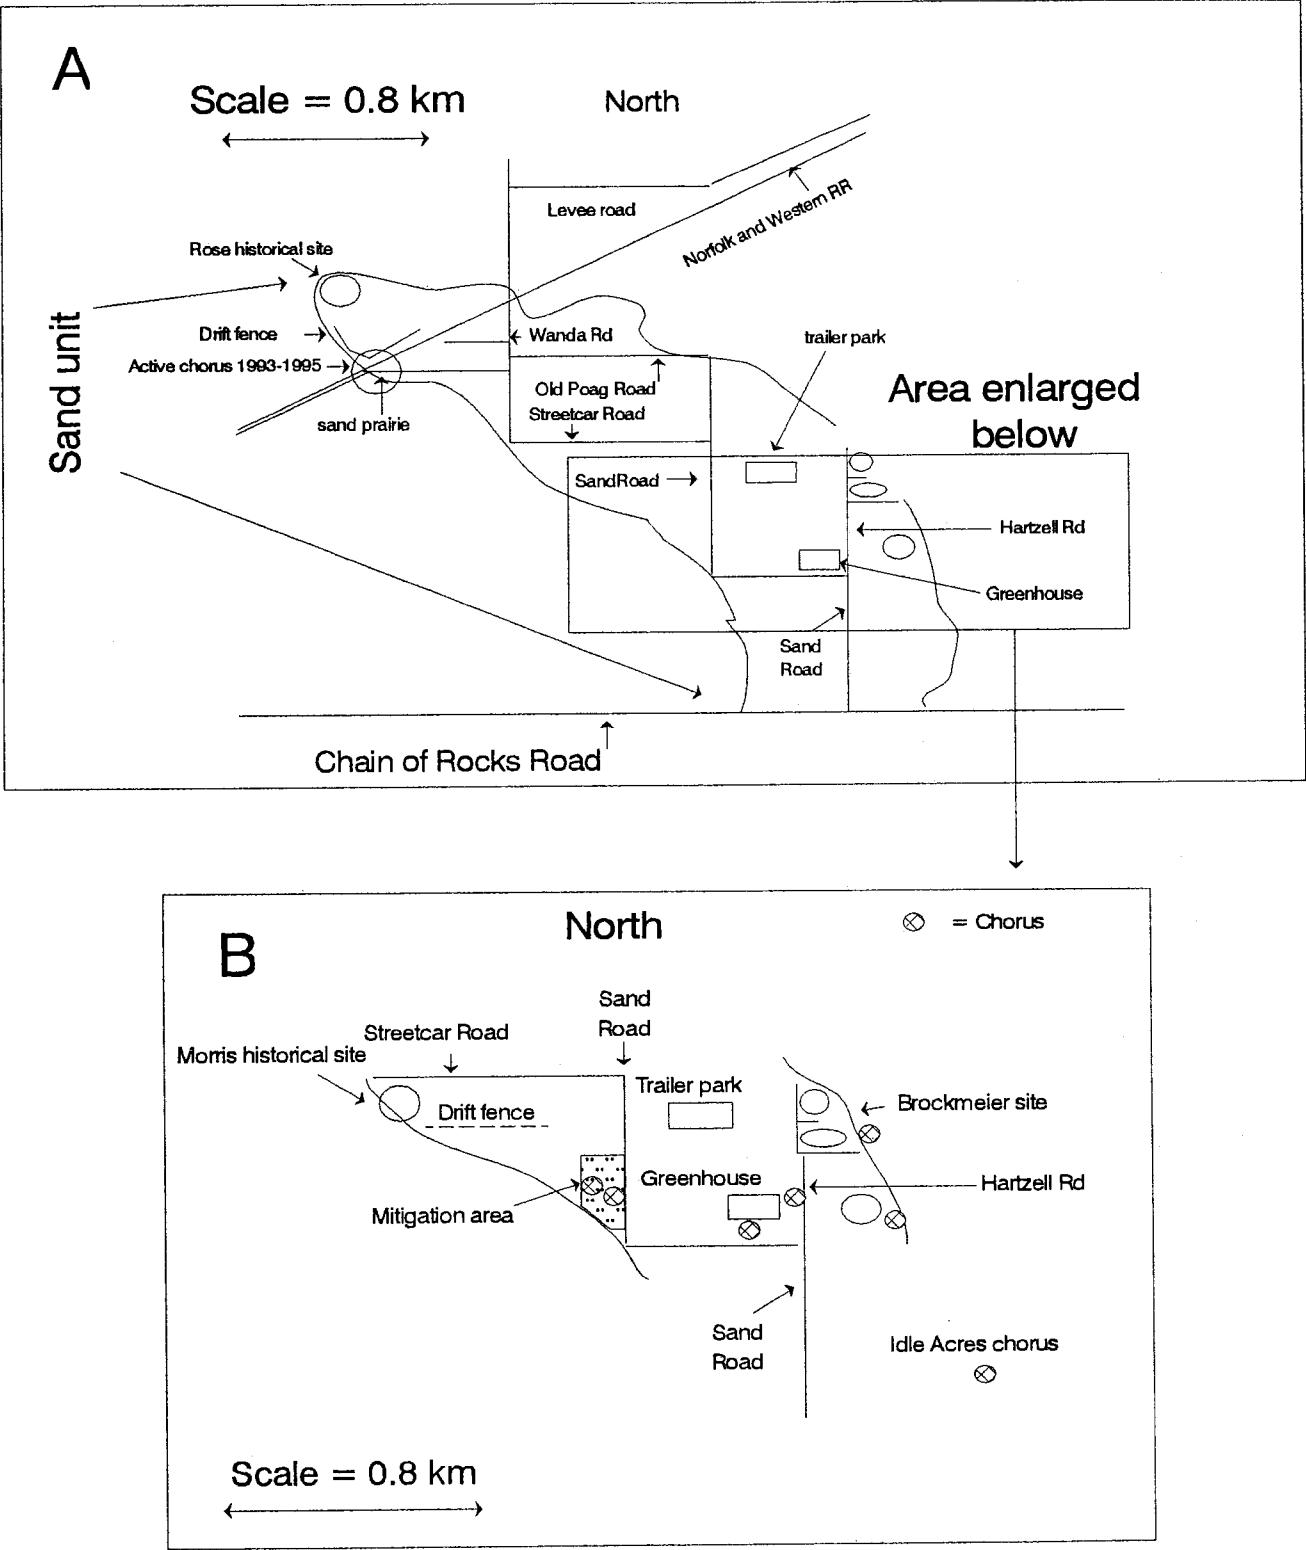 A
Scale = 0.8 km
North
Levee road
Norfolk and Western RR
Rose historical site
Sand unit
Drift fence
Wanda Rd
trailer park
Active chorus 1993-1995
Old Poag Road
Area enlarged
below
sand prairie
Streetcar Road
Sand Road
Hartzell Rd
Greenhouse
Sand
Road
Chain of Rocks Road
North
= Chorus
B
Sand
Road
Streetcar Road
Morris historical site
Trailer park
Drift fence
Brockmeier site
Greenhouse
Hartzell Rd
Mitigation area
Sand
Road
Idle Acres chorus
Scale = 0.8 km